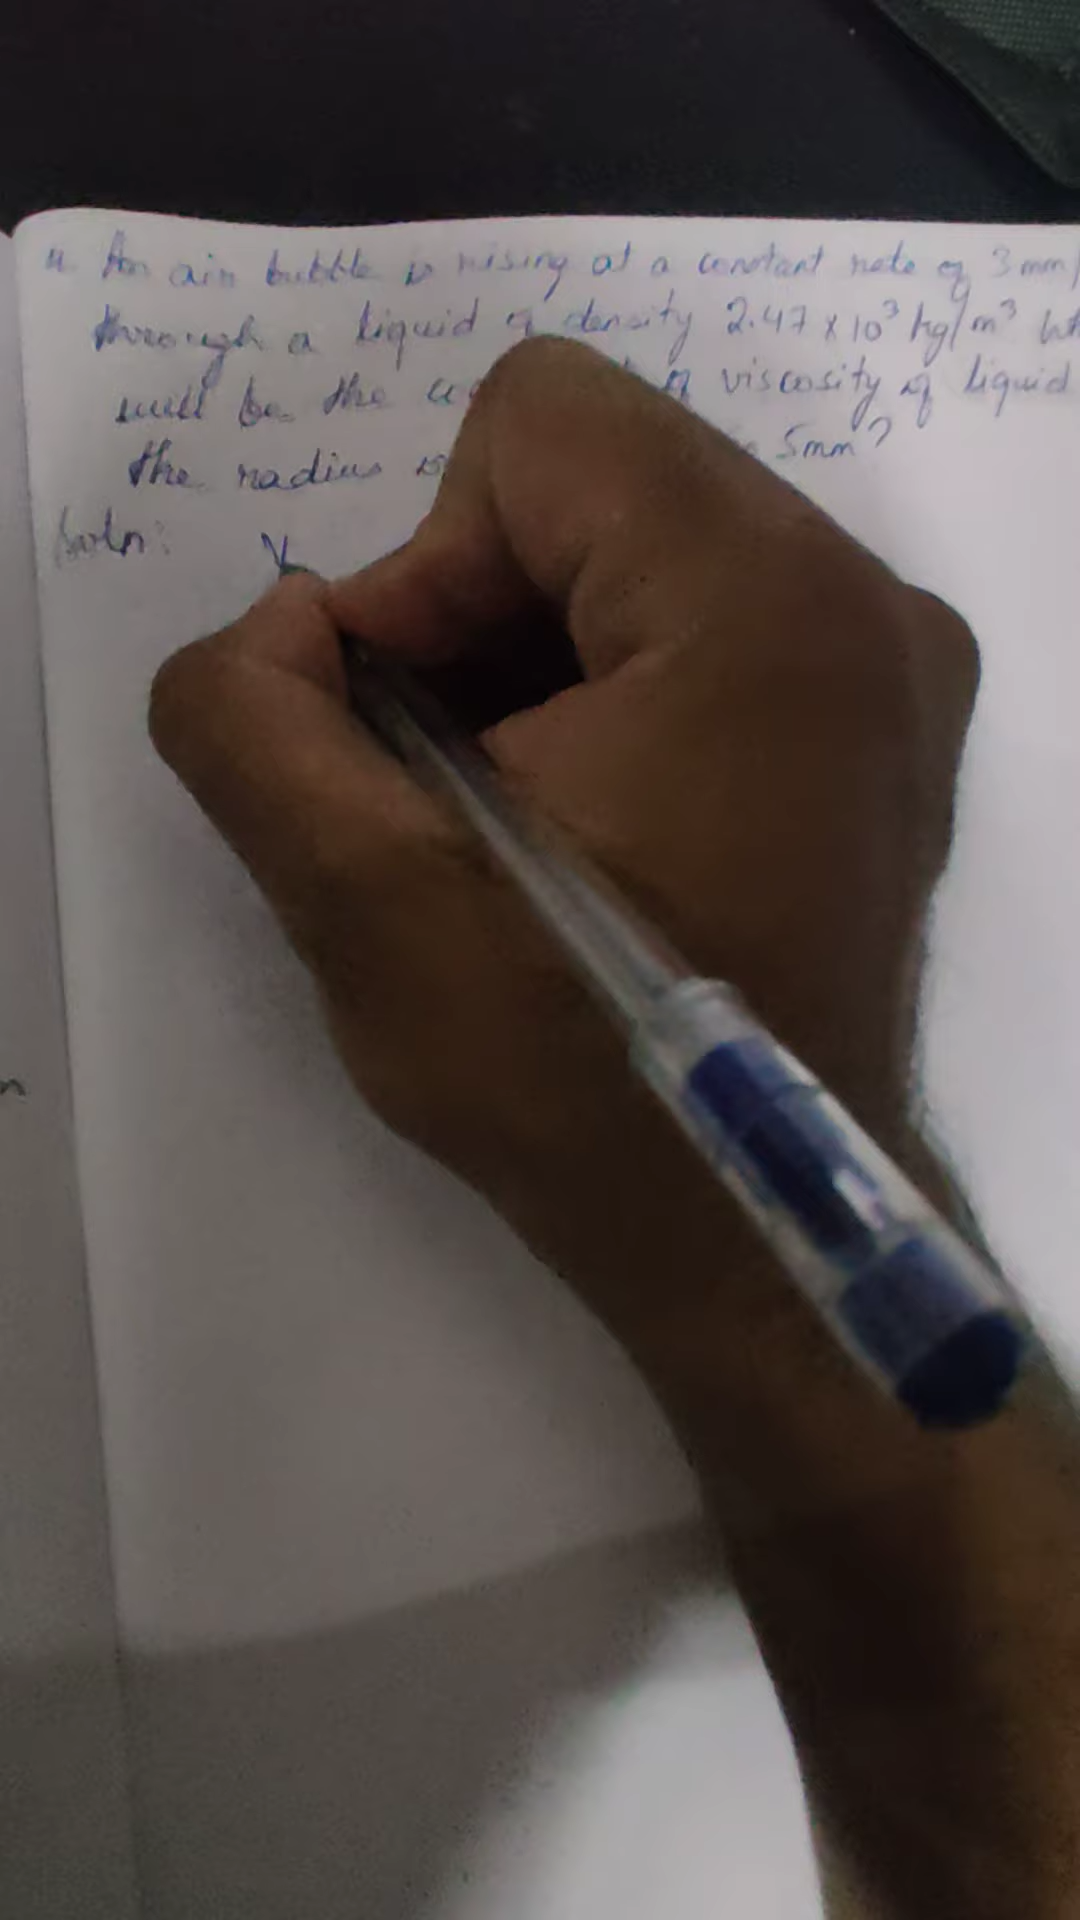 4. An air bubble is rising at a constant rate of 3 mm/
through a liquid of density 2.47 x 10³ kg/m³
will be the of viscosity of liquid
the radius 5mm?
Soln:
n